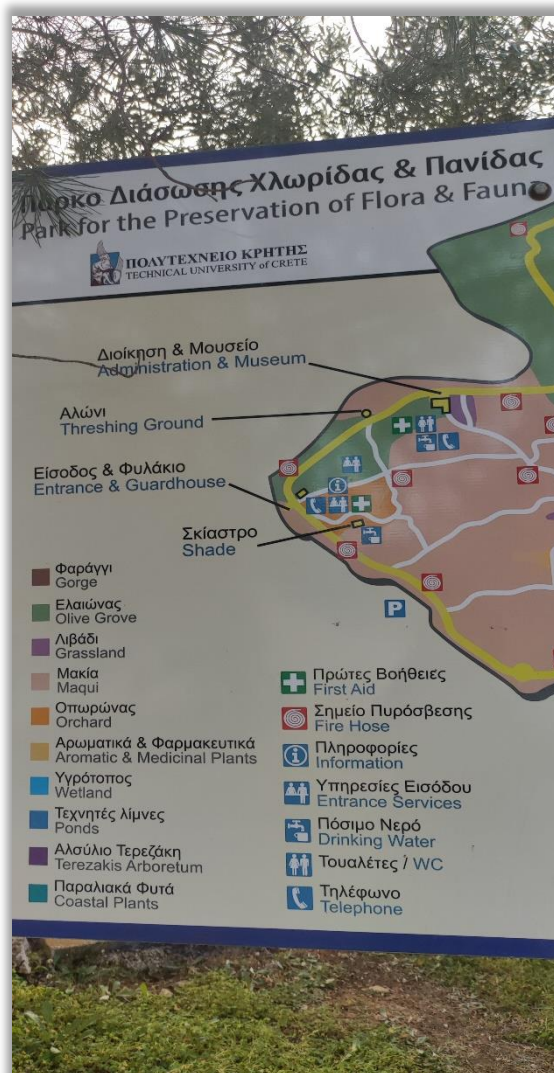 Πάρκο Διάσωσης Χλωρίδας & Πανίδας
Park for the Preservation of Flora & Fauna
ΠΟΛΥΤΕΧΝΕΙΟ ΚΡΗΤΗΣ
TECHNICAL UNIVERSITY of CRETE
Διοίκηση & Μουσείο
Administration & Museum
Αλώνι
Threshing Ground
Είσοδος & Φυλάκιο
Entrance & Guardhouse
Σκίαστρο
Shade
P
Φαράγγι
Gorge
Ελαιώνας
Olive Grove
Λιβάδι
Grassland
Μακία
Maqui
Οπωρώνας
Orchard
Αρωματικά & Φαρμακευτικά
Aromatic & Medicinal Plants
Υγρότοπος
Wetland
Τεχνητές λίμνες
Ponds
Αλσύλιο Τερεζάκη
Terezakis Arboretum
Παραλιακά Φυτά
Coastal Plants
Πρώτες Βοήθειες
First Aid
Σημείο Πυρόσβεσης
Fire Hose
Πληροφορίες
Information
Υπηρεσίες Εισόδου
Entrance Services
Πόσιμο Νερό
Drinking Water
Τουαλέτες / WC
Τηλέφωνο
Telephone